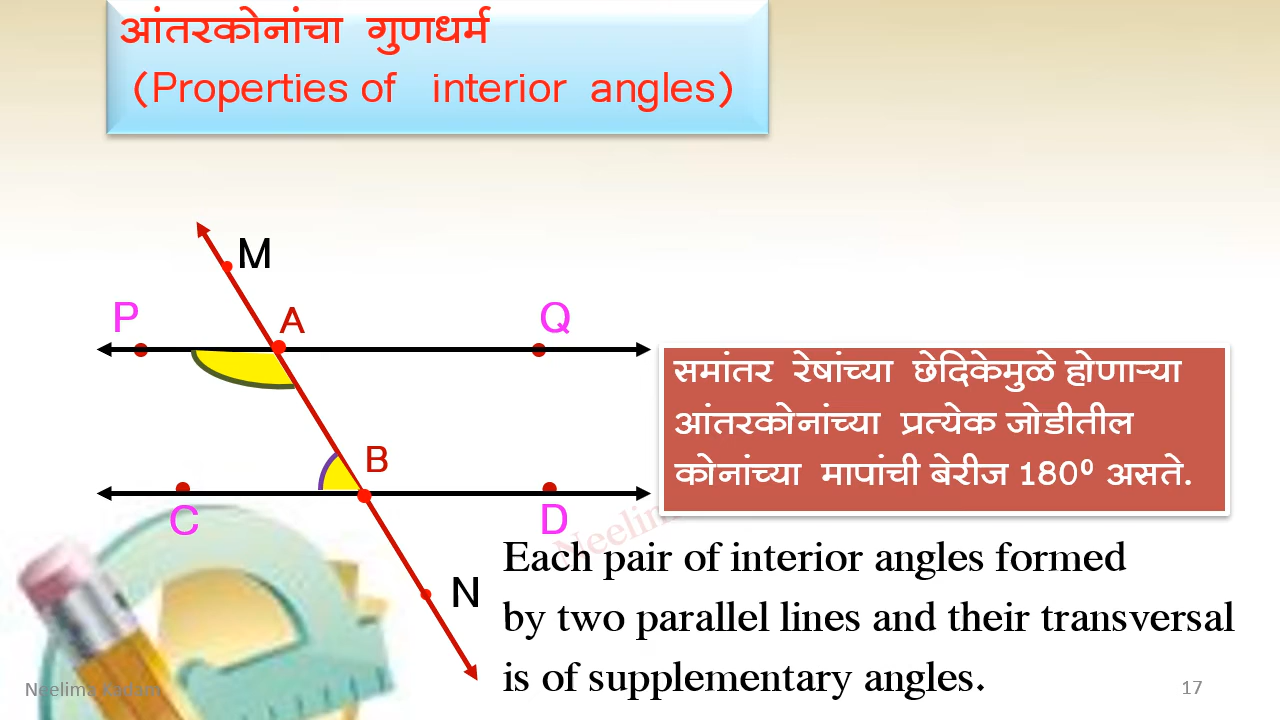 आंतरकोनांचा गुणधर्म
(Properties of interior angles)
M
P
A
Q
समांतर रेषांच्या छेदिकेमुळे होणाऱ्या
आंतरकोनांच्या प्रत्येक जोडीतील
कोनांच्या मापांची बेरीज 180⁰ असते.
B
C
D
Neelima
Each pair of interior angles formed
by two parallel lines and their transversal
is of supplementary angles.
N
Neelima Kadam
17